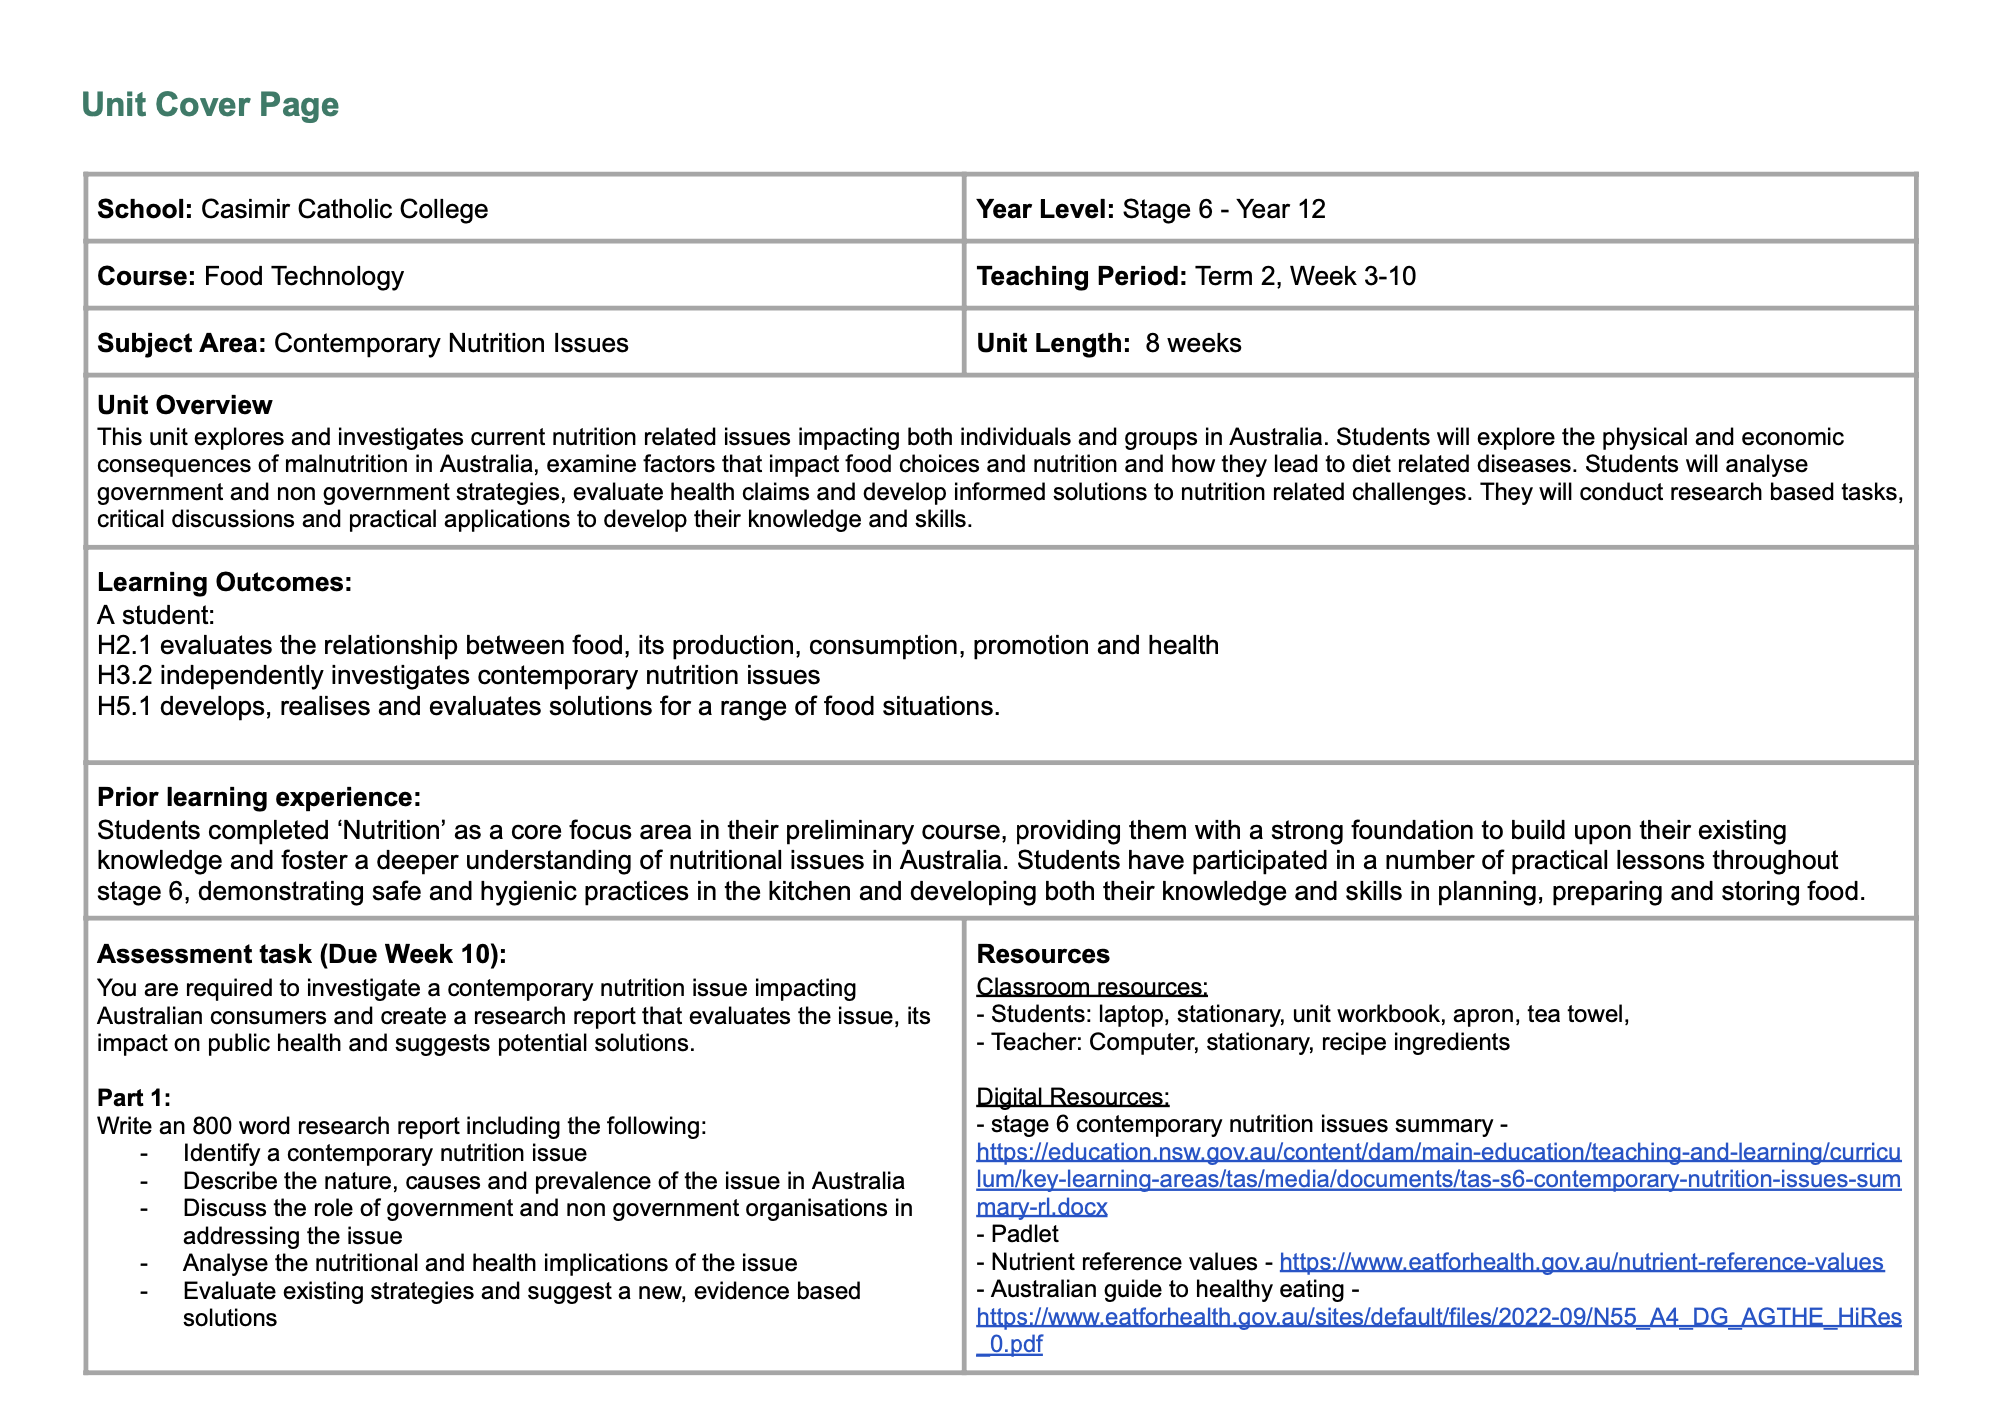 Unit Cover Page
School: Casimir Catholic College
Year Level: Stage 6 - Year 12
Course: Food Technology
Teaching Period: Term 2, Week 3-10
Subject Area: Contemporary Nutrition Issues
Unit Length:  8 weeks
Unit Overview
This unit explores and investigates current nutrition related issues impacting both individuals and groups in Australia. Students will explore the physical and economic
consequences of malnutrition in Australia, examine factors that impact food choices and nutrition and how they lead to diet related diseases. Students will analyse
government and non government strategies, evaluate health claims and develop informed solutions to nutrition related challenges. They will conduct research based tasks,
critical discussions and practical applications to develop their knowledge and skills.
Learning Outcomes:
A student:
H2.1 evaluates the relationship between food, its production, consumption, promotion and health
H3.2 independently investigates contemporary nutrition issues
H5.1 develops, realises and evaluates solutions for a range of food situations.
Prior learning experience:
Students completed ‘Nutrition’ as a core focus area in their preliminary course, providing them with a strong foundation to build upon their existing
knowledge and foster a deeper understanding of nutritional issues in Australia. Students have participated in a number of practical lessons throughout
stage 6, demonstrating safe and hygienic practices in the kitchen and developing both their knowledge and skills in planning, preparing and storing food.
Assessment task (Due Week 10):
You are required to investigate a contemporary nutrition issue impacting
Australian consumers and create a research report that evaluates the issue, its
impact on public health and suggests potential solutions.
Part 1:
Write an 800 word research report including the following:
- Identify a contemporary nutrition issue
- Describe the nature, causes and prevalence of the issue in Australia
- Discuss the role of government and non government organisations in
addressing the issue
- Analyse the nutritional and health implications of the issue
- Evaluate existing strategies and suggest a new, evidence based
solutions
Resources
Classroom resources:
- Students: laptop, stationary, unit workbook, apron, tea towel,
- Teacher: Computer, stationary, recipe ingredients
Digital Resources:
- stage 6 contemporary nutrition issues summary -
https://education.nsw.gov.au/content/dam/main-education/teaching-and-learning/curricu
lum/key-learning-areas/tas/media/documents/tas-s6-contemporary-nutrition-issues-sum
mary-rl.docx
- Padlet
- Nutrient reference values - https://www.eatforhealth.gov.au/nutrient-reference-values
- Australian guide to healthy eating -
https://www.eatforhealth.gov.au/sites/default/files/2022-09/N55_A4_DG_AGTHE_HiRes
_0.pdf